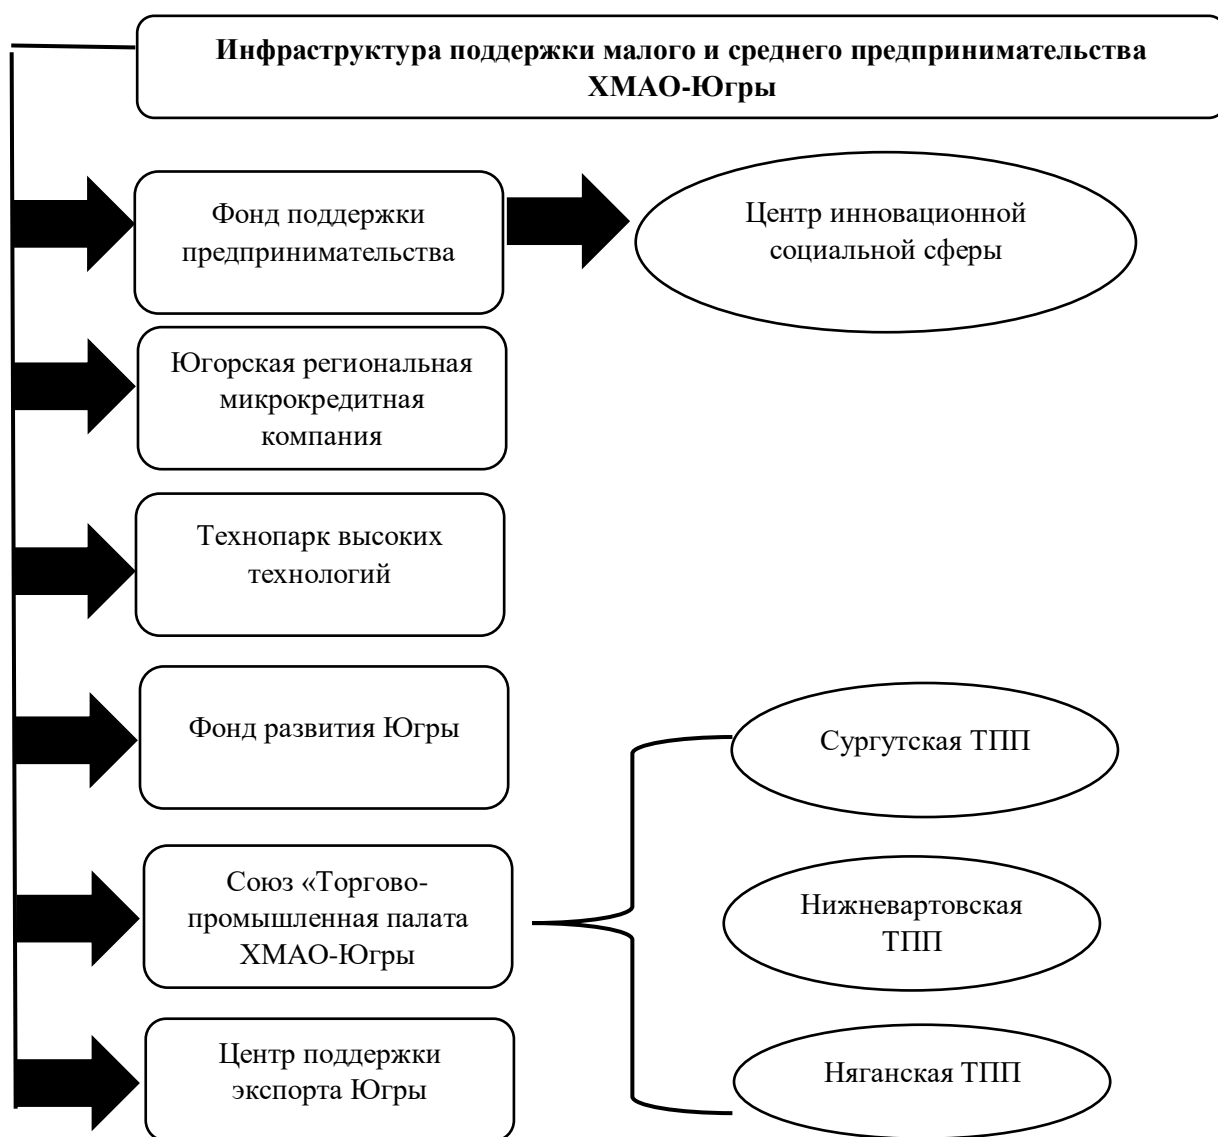 Инфраструктура поддержки малого и среднего предпринимательства
ХМАО-Югры
Фонд поддержки
предпринимательства
Центр инновационной
социальной сферы
Югорская региональная
микрокредитная
компания
Технопарк высоких
технологий
Фонд развития Югры
Сургутская ТПП
Союз «Торгово-
промышленная палата
ХМАО-Югры
Нижневартовская
ТПП
Центр поддержки
экспорта Югры
Няганская ТПП